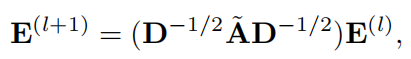 𝐄^{(l+1)} = (𝐃^{−1/2} 𝐀̃ 𝐃^{−1/2}) 𝐄^{(l)},